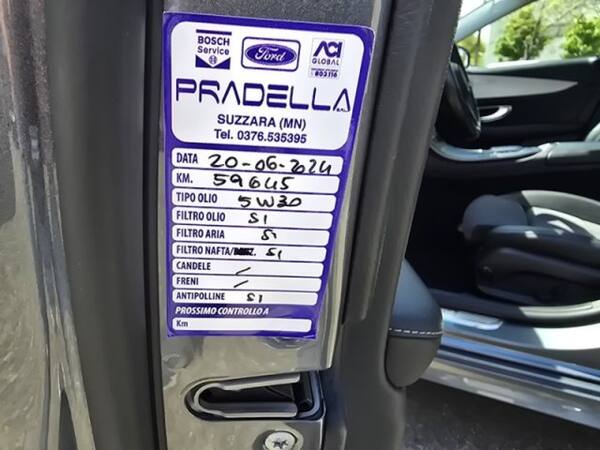 BOSCH
Service
Ford
ACI
GLOBAL
803116
PRADELLA
SUZZARA (MN)
Tel. 0376.535395
DATA 20-06-2024
KM. 59645
TIPO OLIO 5W30
FILTRO OLIO SI
FILTRO ARIA SI
FILTRO NAFTA/ SI
CANDELE /
FRENI /
ANTIPOLLINE SI
PROSSIMO CONTROLLO A
Km